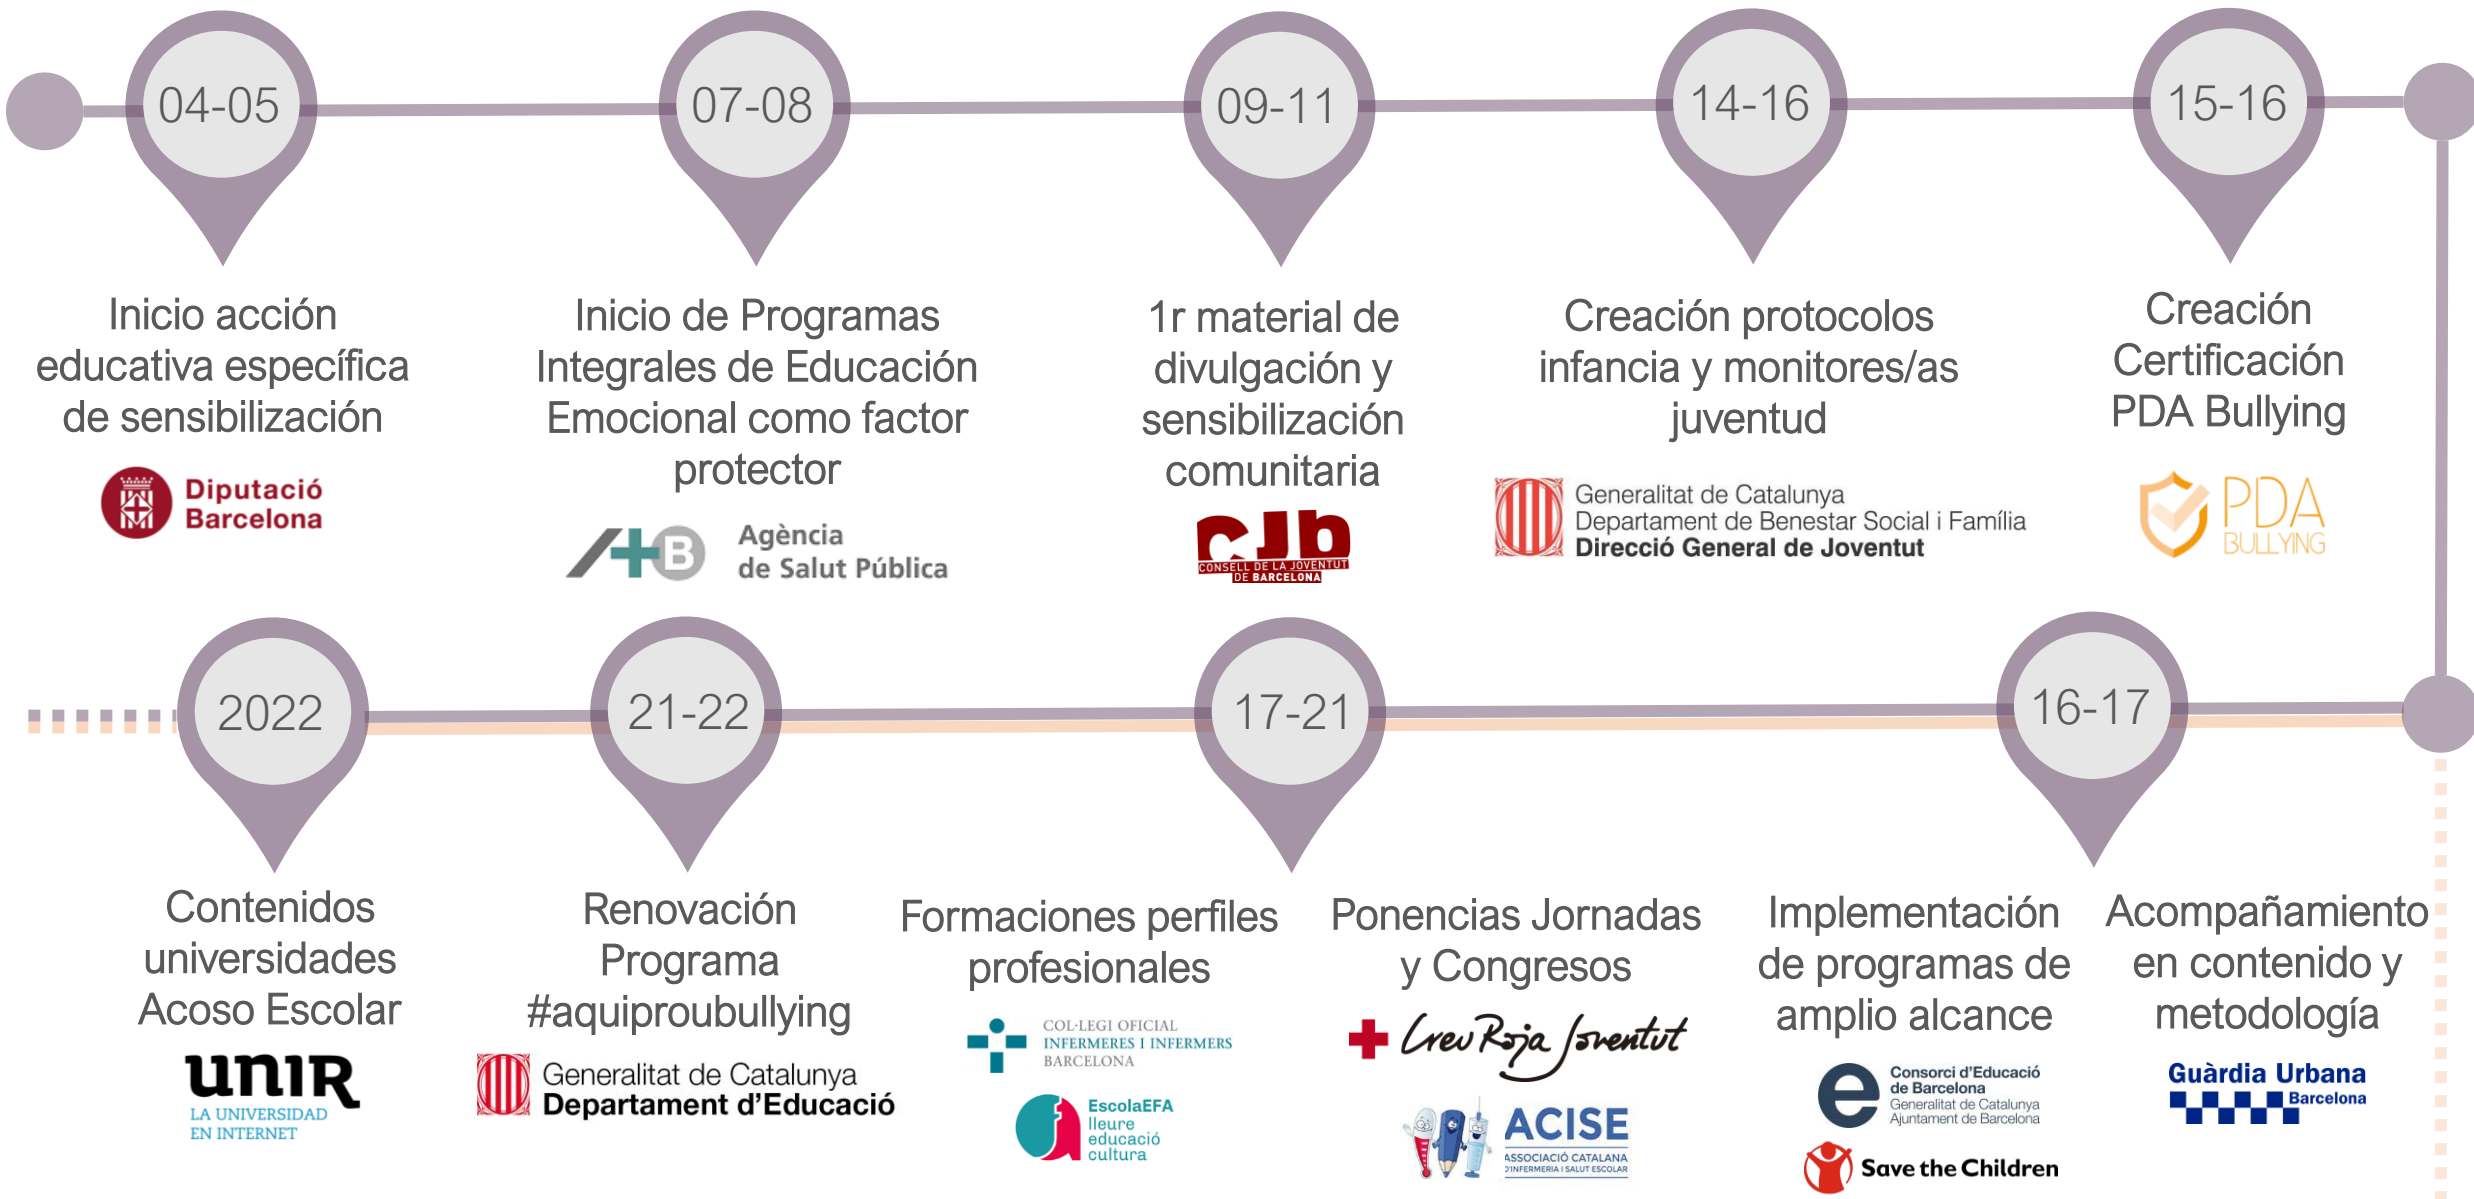 04-05
07-08
09-11
14-16
15-16
Inicio acción
educativa específica
de sensibilización
Diputació
Barcelona
Inicio de Programas
Integrales de Educación
Emocional como factor
protector
B
Agència
de Salut Pública
1r material de
divulgación y
sensibilización
comunitaria
cJb
CONSELL DE LA JOVENTUT
DE BARCELONA
Creación protocolos
infancia y monitores/as
juventud
Generalitat de Catalunya
Departament de Benestar Social i Família
Direcció General de Joventut
Creación
Certificación
PDA Bullying
PDA
BULLYING
2022
21-22
17-21
16-17
Contenidos
universidades
Acoso Escolar
unIR
LA UNIVERSIDAD
EN INTERNET
Renovación
Programa
#aquiproubullying
Generalitat de Catalunya
Departament d'Educació
Formaciones perfiles
profesionales
COL·LEGI OFICIAL
INFERMERES I INFERMERS
BARCELONA
EscolaEFA
lleure
educació
cultura
Ponencias Jornadas
y Congresos
Creu Roja Joventut
ACISE
ASSOCIACIÓ CATALANA
D'INFERMERIA I SALUT ESCOLAR
Implementación
de programas de
amplio alcance
e
Consorci d'Educació
de Barcelona
Generalitat de Catalunya
Ajuntament de Barcelona
Save the Children
Acompañamiento
en contenido y
metodología
Guàrdia Urbana
Barcelona